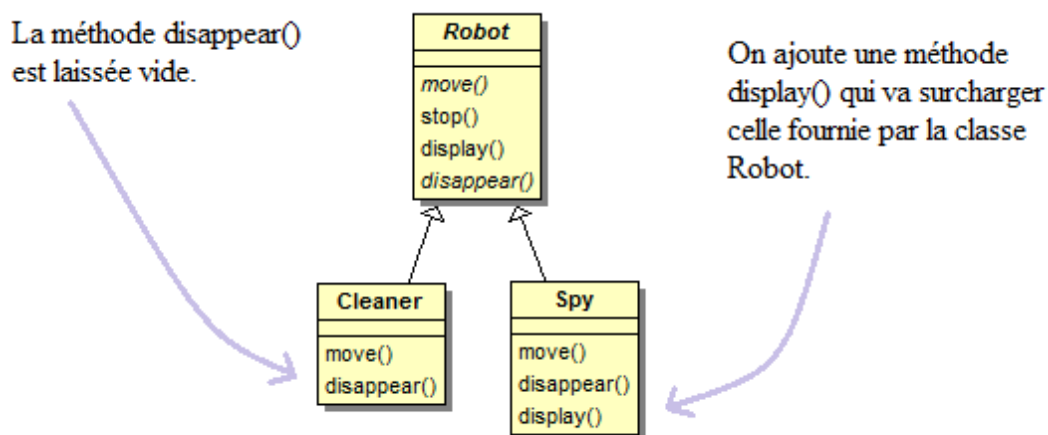 La méthode disappear()
est laissée vide.
Robot
move()
stop()
display()
disappear()
On ajoute une méthode
display() qui va surcharger
celle fournie par la classe
Robot.
Cleaner
move()
disappear()
Spy
move()
disappear()
display()